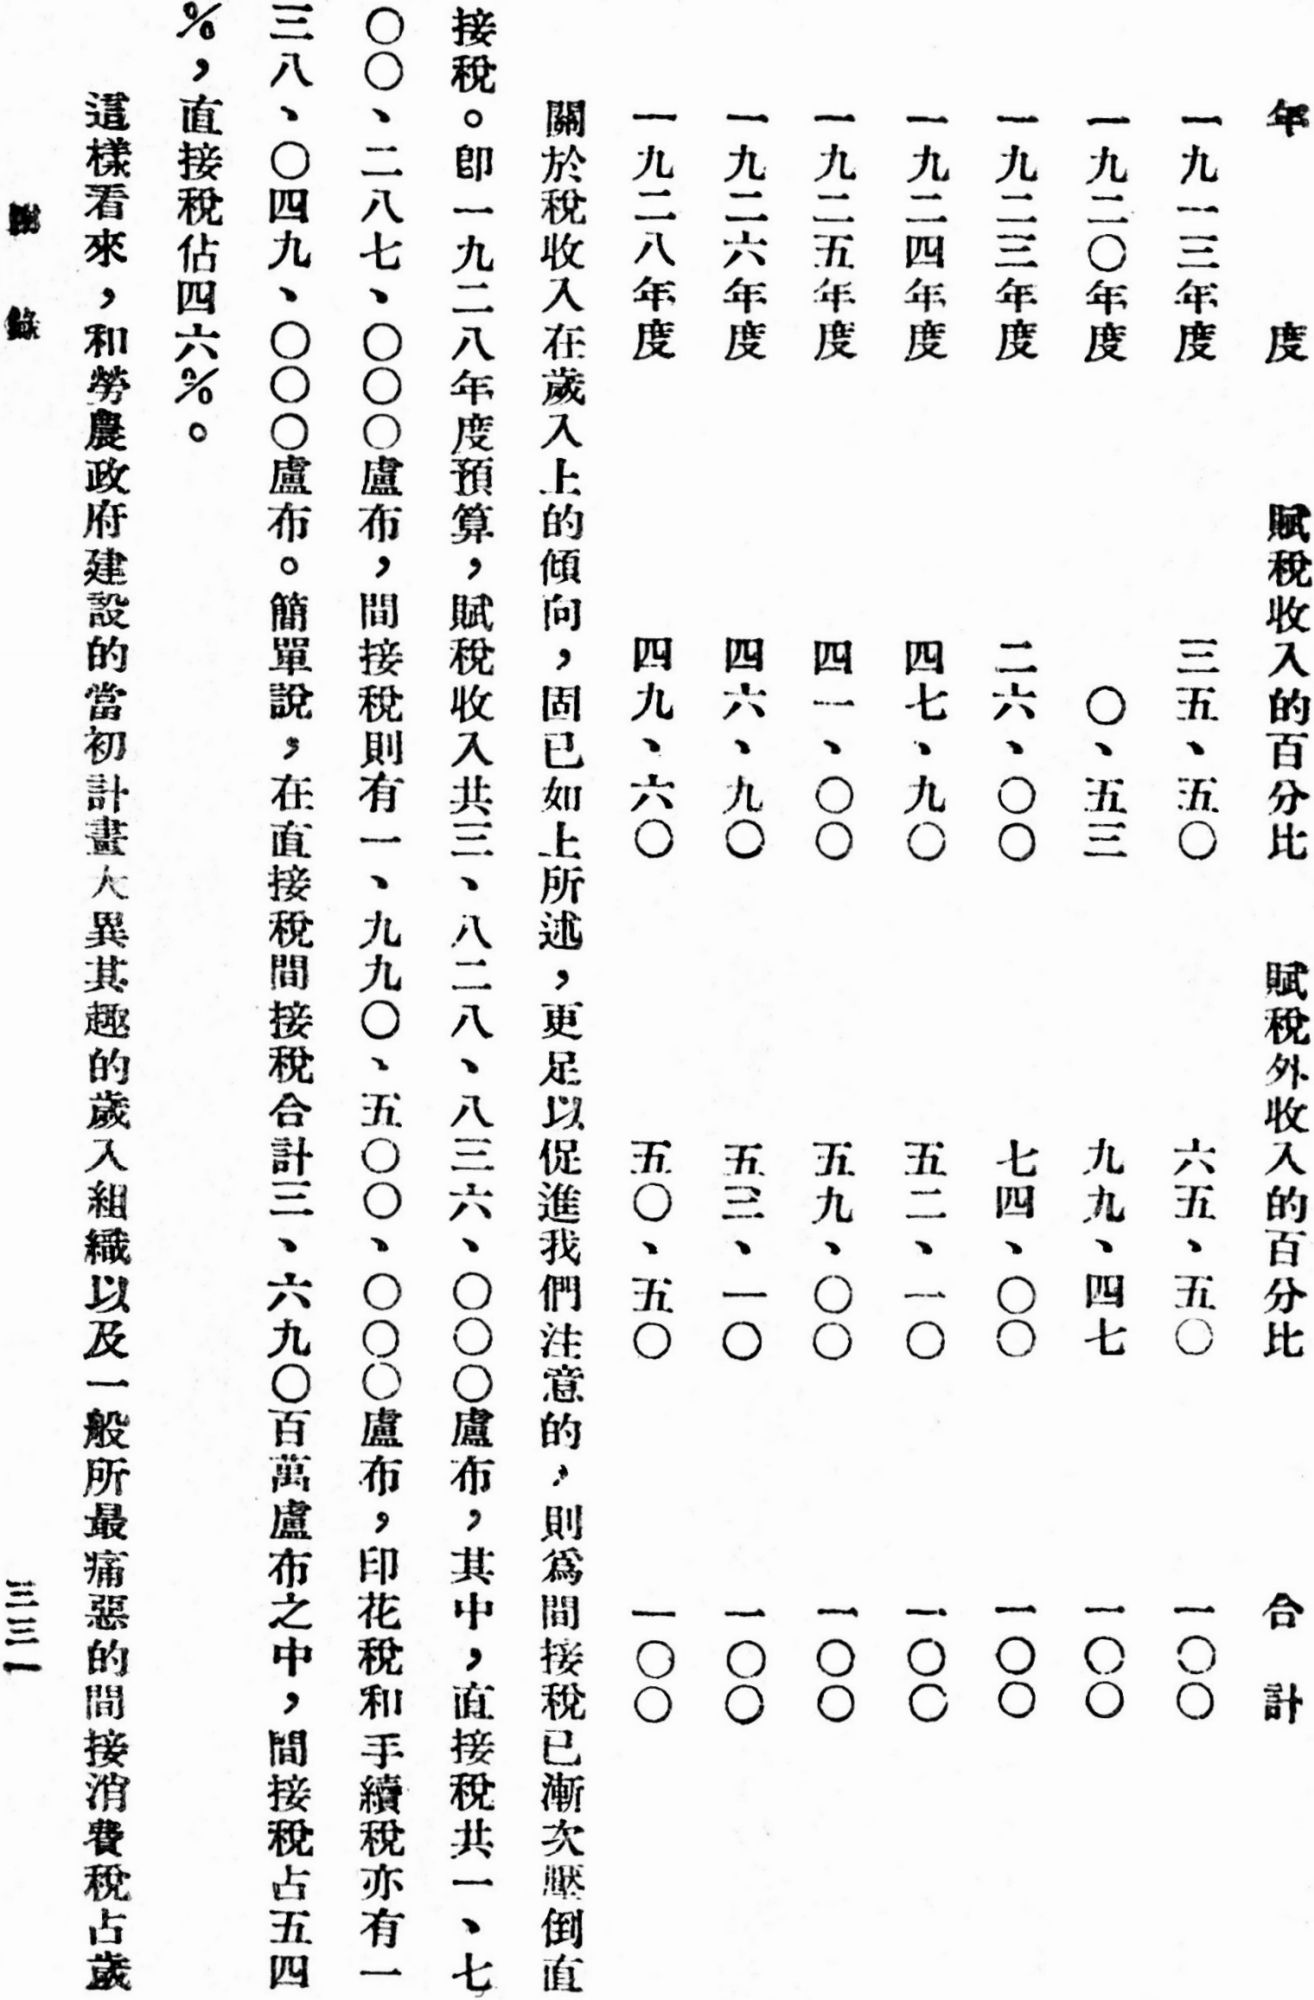 年度　賦稅收入的百分比　賦稅外收入的百分比　合計
一九一三年度　三五、五〇　六五、五〇　一〇〇
一九二〇年度　〇、五三　九九、四七　一〇〇
一九二三年度　二六、〇〇　七四、〇〇　一〇〇
一九二四年度　四七、九〇　五二、一〇　一〇〇
一九二五年度　四一、〇〇　五九、〇〇　一〇〇
一九二六年度　四六、九〇　五三、一〇　一〇〇
一九二八年度　四九、六〇　五〇、五〇　一〇〇
關於稅收入在歲入上的傾向，固已如上所述，更足以促進我們注意的，則爲間接稅已漸次壓倒直
接稅。卽一九二八年度預算，賦稅收入共三、八二八、八三六、〇〇〇盧布，其中，直接稅共一、七
〇〇、二八七、〇〇〇盧布，間接稅則有一、九九〇、五〇〇、〇〇〇盧布，印花稅和手續稅亦有一
三八、〇四九、〇〇〇盧布。簡單說，在直接稅間接稅合計三、六九〇百萬盧布之中，間接稅占五四
%，直接稅佔四六%。
這樣看來，和勞農政府建設的當初計畫大異其趣的歲入組織以及一般所最痛惡的間接消費稅占歲
附錄
三三一